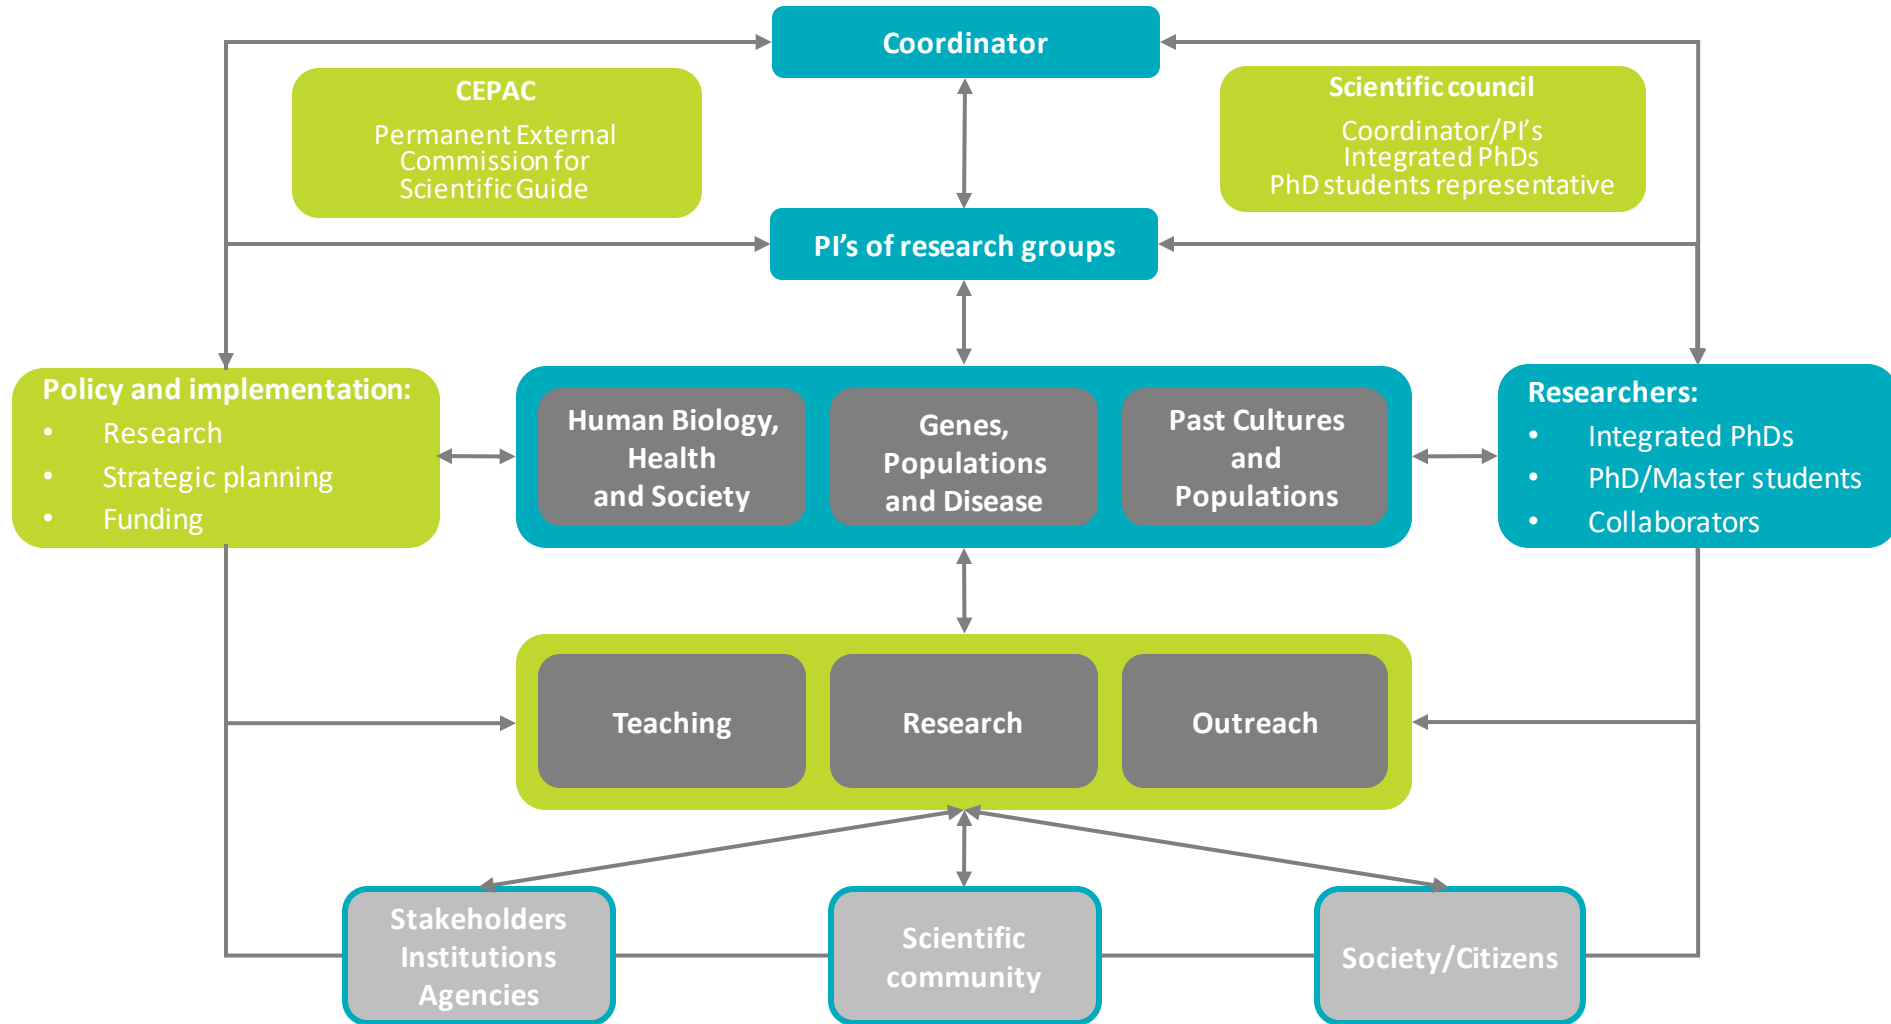 Coordinator
CEPAC
Permanent External
Commission for
Scientific Guide
Scientific council
Coordinator/PI's
Integrated PhDs
PhD students representative
PI's of research groups
Policy and implementation:
• Research
• Strategic planning
• Funding
Human Biology,
Health
and Society
Genes,
Populations
and Disease
Past Cultures
and
Populations
Researchers:
• Integrated PhDs
• PhD/Master students
• Collaborators
Teaching
Research
Outreach
Stakeholders
Institutions
Agencies
Scientific
community
Society/Citizens